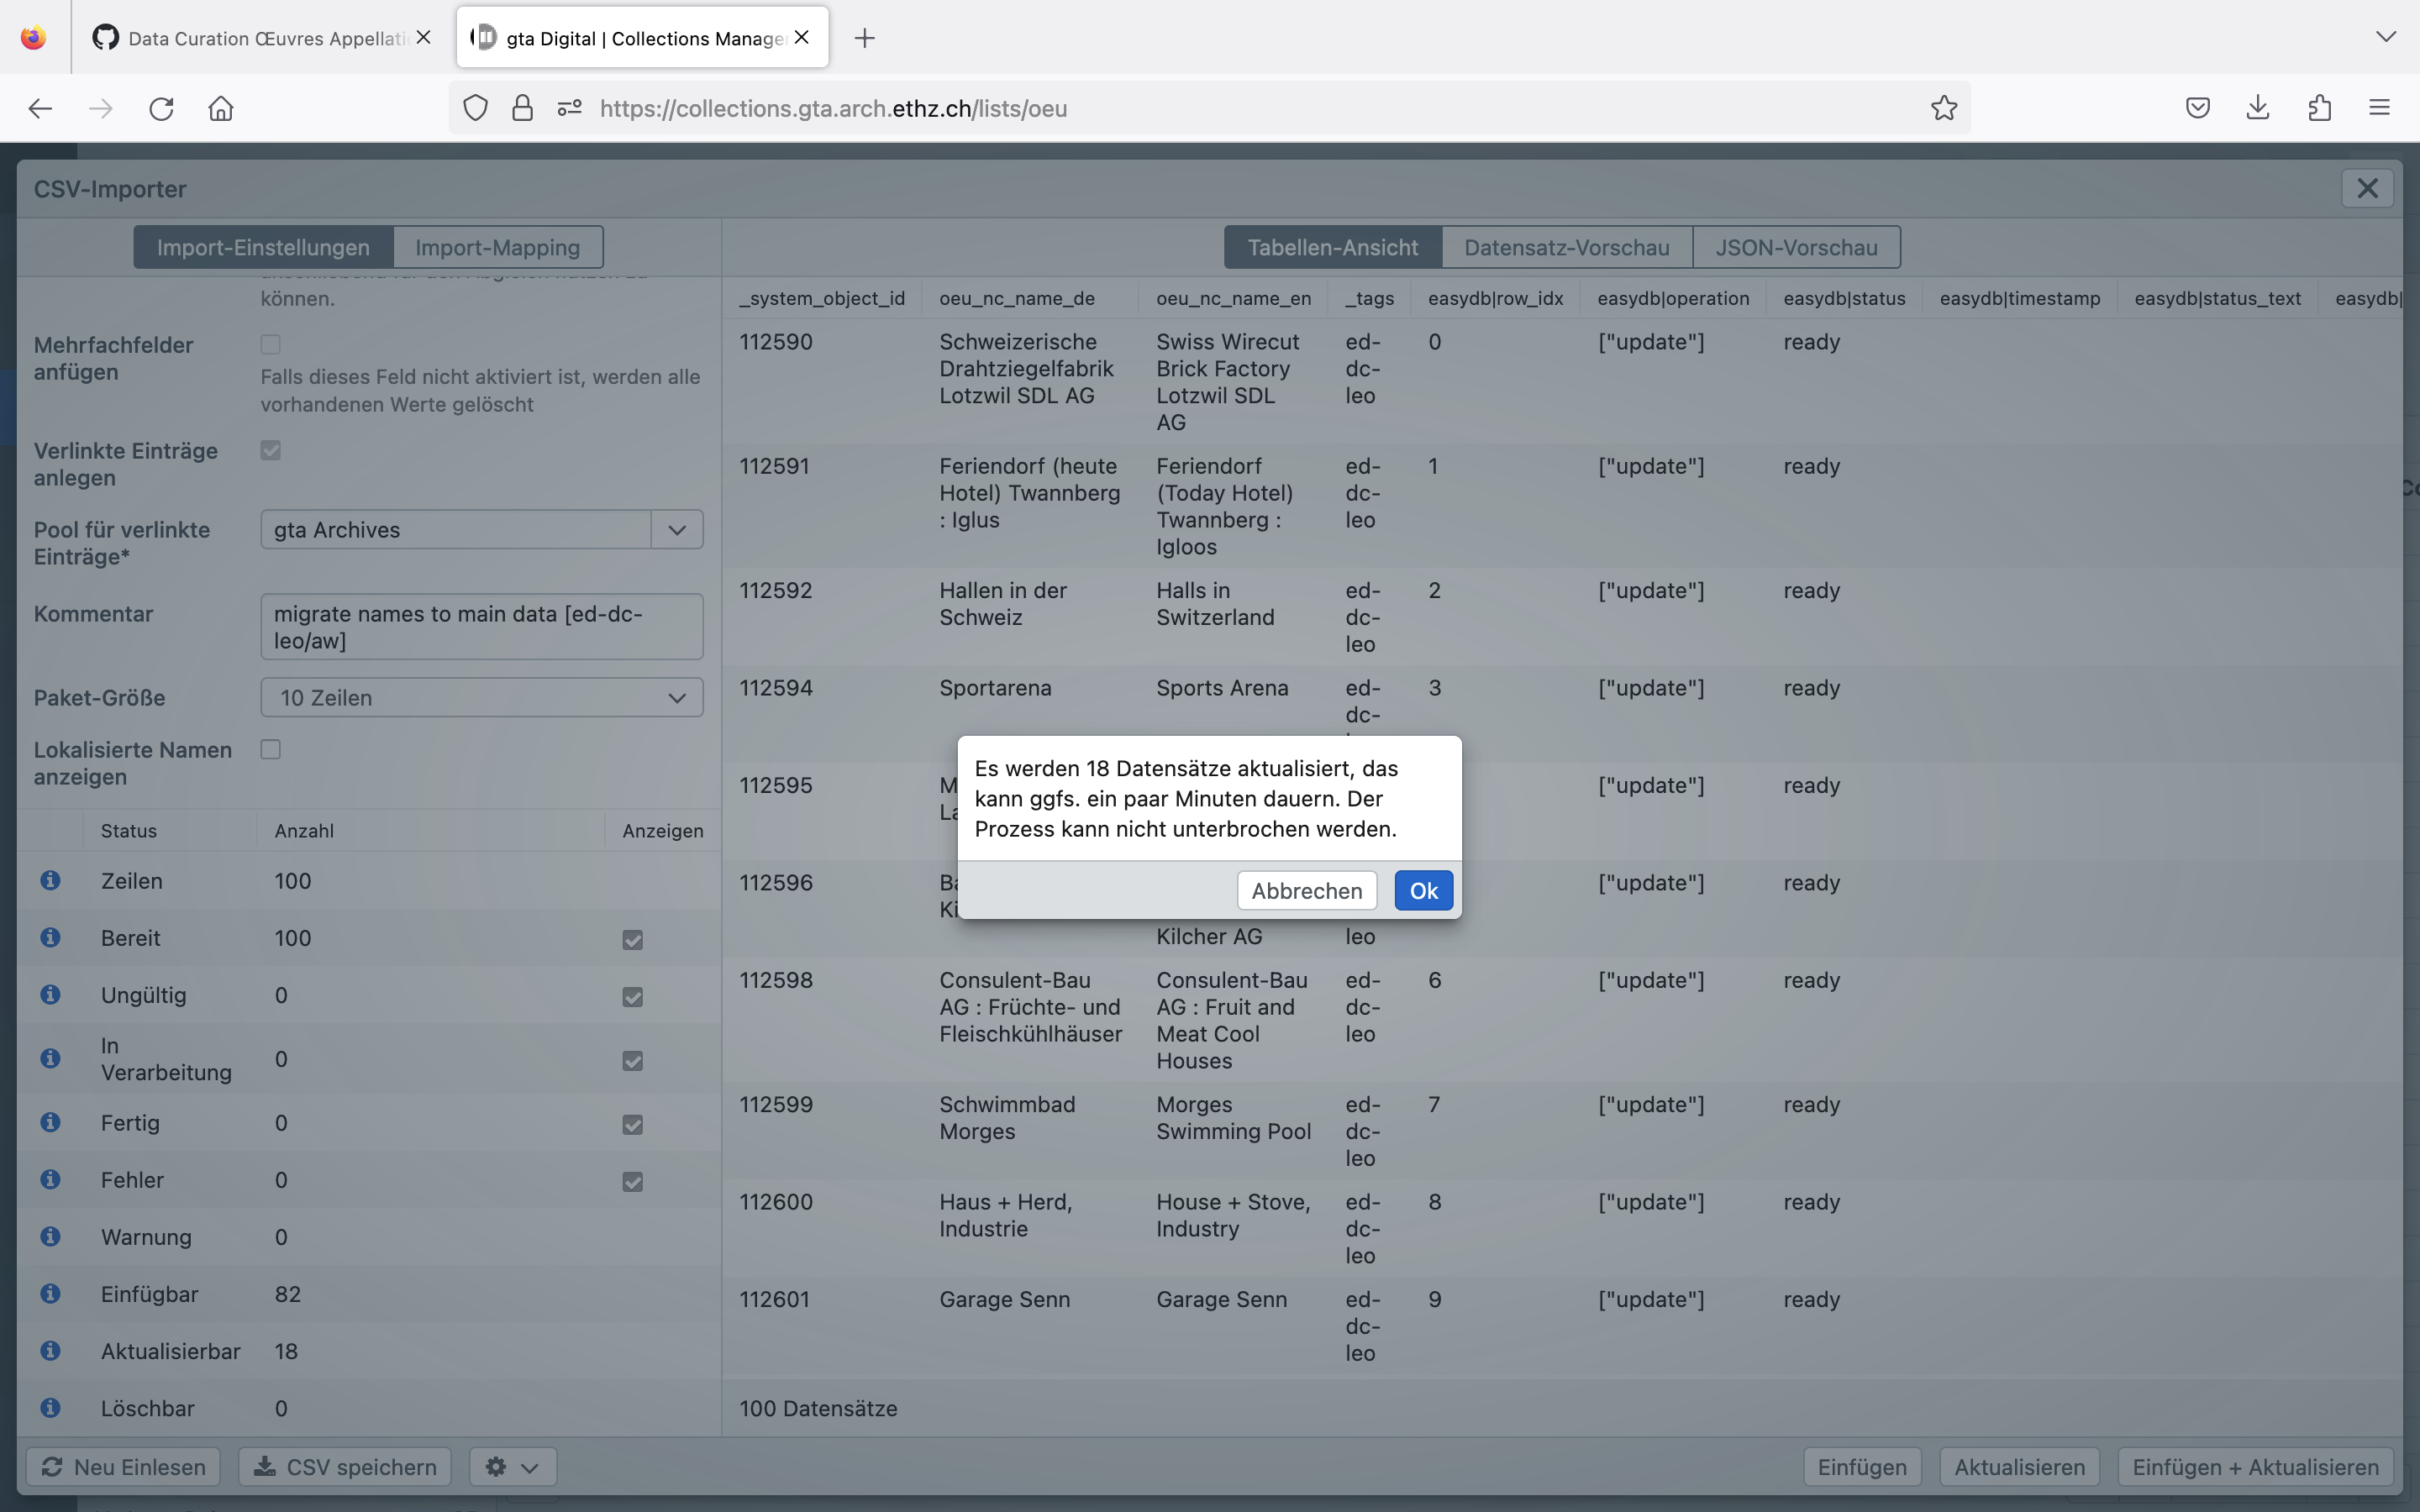 Data Curation Œuvres Appellati
gta Digital | Collections Manage
https://collections.gta.arch.ethz.ch/lists/oeu
CSV-Importer
Import-Einstellungen
Import-Mapping
Tabellen-Ansicht
Datensatz-Vorschau
JSON-Vorschau
können.
Mehrfachfelder
anfügen
Falls dieses Feld nicht aktiviert ist, werden alle
vorhandenen Werte gelöscht
Verlinkte Einträge
anlegen
Pool für verlinkte
Einträge*
gta Archives
Kommentar
migrate names to main data [ed-dc-
leo/aw]
Paket-Größe
10 Zeilen
Lokalisierte Namen
anzeigen
Status Anzahl Anzeigen
Zeilen 100
Bereit 100
Ungültig 0
In
Verarbeitung 0
Fertig 0
Fehler 0
Warnung 0
Einfügbar 82
Aktualisierbar 18
Löschbar 0
_system_object_id oeu_nc_name_de oeu_nc_name_en _tags easydb|row_idx easydb|operation easydb|status easydb|timestamp easydb|status_text easydb|
112590 Schweizerische Swiss Wirecut ed- 0 ["update"] ready
Drahtziegelfabrik Brick Factory dc-
Lotzwil SDL AG Lotzwil SDL leo
AG
112591 Feriendorf (heute Feriendorf ed- 1 ["update"] ready
Hotel) Twannberg (Today Hotel) dc-
: Iglus Twannberg : leo
Igloos
112592 Hallen in der Halls in ed- 2 ["update"] ready
Schweiz Switzerland dc-
leo
112594 Sportarena Sports Arena ed- 3 ["update"] ready
dc-
112595 ["update"] ready
112596 ["update"] ready
Kilcher AG leo
112598 Consulent-Bau Consulent-Bau ed- 6 ["update"] ready
AG : Früchte- und AG : Fruit and dc-
Fleischkühlhäuser Meat Cool leo
Houses
112599 Schwimmbad Morges ed- 7 ["update"] ready
Morges Swimming Pool dc-
leo
112600 Haus + Herd, House + Stove, ed- 8 ["update"] ready
Industrie Industry dc-
leo
112601 Garage Senn Garage Senn ed- 9 ["update"] ready
dc-
leo
100 Datensätze
Es werden 18 Datensätze aktualisiert, das
kann ggfs. ein paar Minuten dauern. Der
Prozess kann nicht unterbrochen werden.
Abbrechen
Ok
Neu Einlesen
CSV speichern
Einfügen
Aktualisieren
Einfügen + Aktualisieren